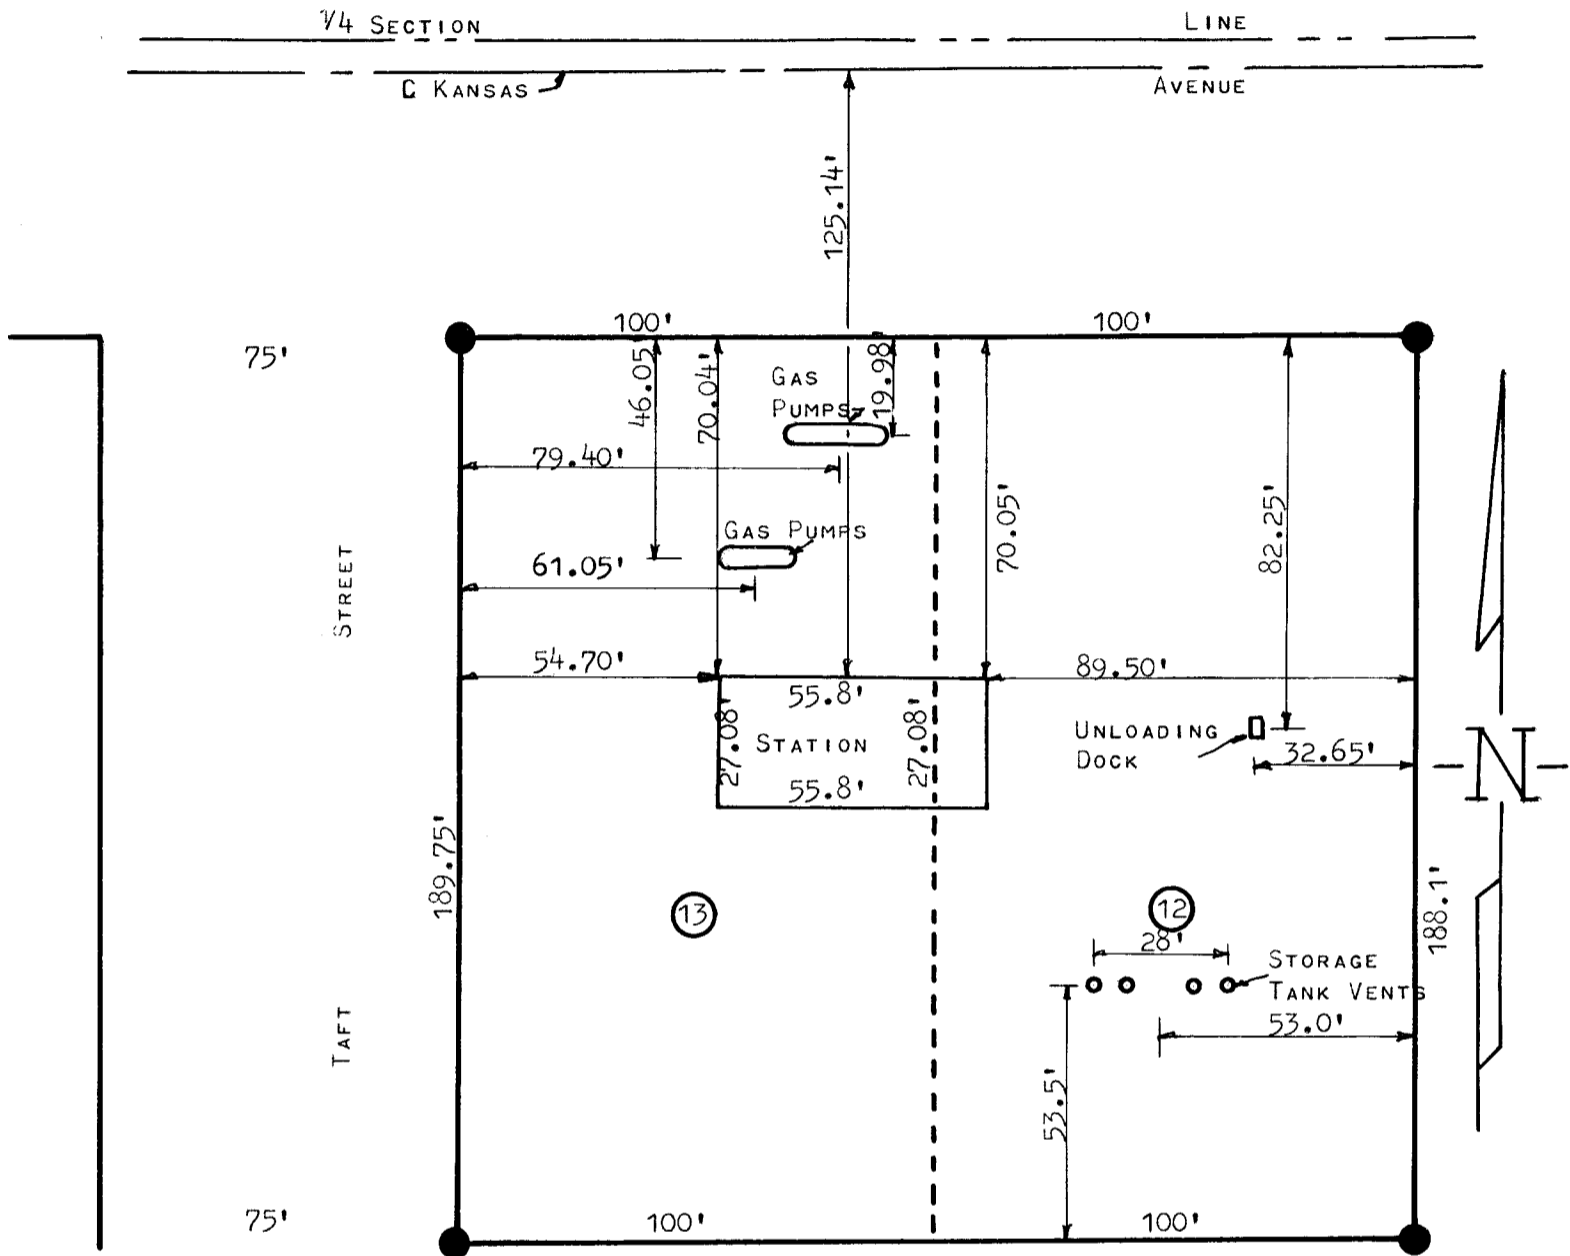 1/4 SECTION LINE
C KANSAS AVENUE
125.14'
100' 100'
75'
46.05'
70.04'
GAS
PUMPS
19.98'
79.40'
GAS PUMPS
61.05'
70.05'
82.25'
STREET
54.70'
89.50'
55.8'
27.08'
STATION
27.08'
55.8'
UNLOADING
DOCK
32.65'
N
189.75'
13
12
28'
188.1'
STORAGE
TANK VENTS
53.0'
TAFT
53.5'
75'
100' 100'